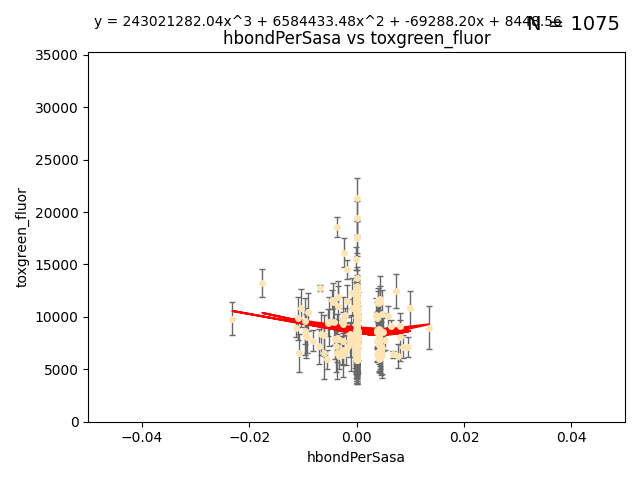 y = 243021282.04x^3 + 6584433.48x^2 + -69288.20x + 8448.56
N = 1075
hbondPerSasa vs toxgreen_fluor
35000
30000
25000
20000
15000
10000
5000
0
toxgreen_fluor
−0.04
−0.02
0.00
0.02
0.04
hbondPerSasa